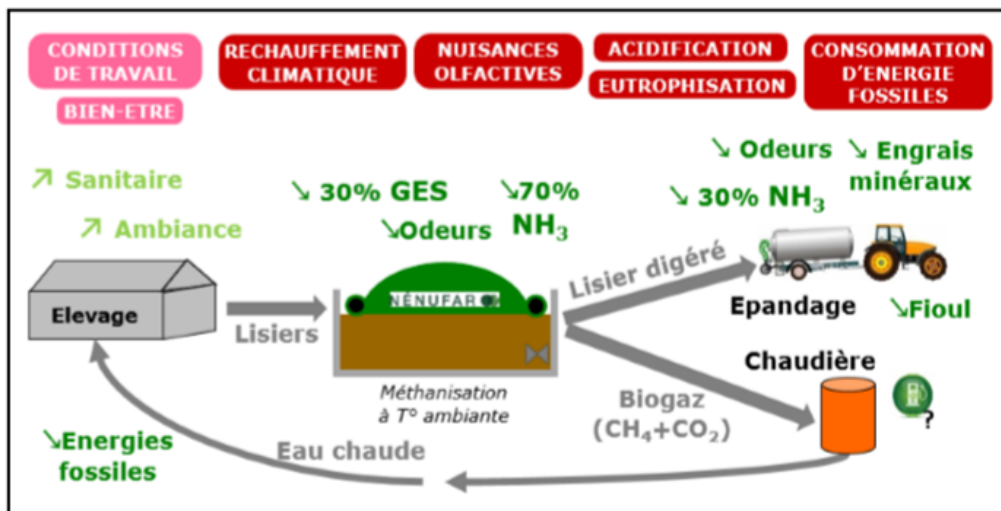 CONDITIONS
DE TRAVAIL
BIEN-ETRE
RECHAUFFEMENT
CLIMATIQUE
NUISANCES
OLFACTIVES
ACIDIFICATION
EUTROPHISATION
CONSOMMATION
D'ENERGIE
FOSSILES
↗ Sanitaire
↗ Ambiance
↘ 30% GES
↘Odeurs
↘70%
NH₃
↘ Odeurs
↘ 30% NH₃
↘ Engrais
minéraux
Elevage
Lisiers
NÉNUFAR
Méthanisation
à T° ambiante
Lisier digéré
Epandage
↘Fioul
Chaudière
?
Biogaz
(CH₄+CO₂)
Eau chaude
↘Energies
fossiles